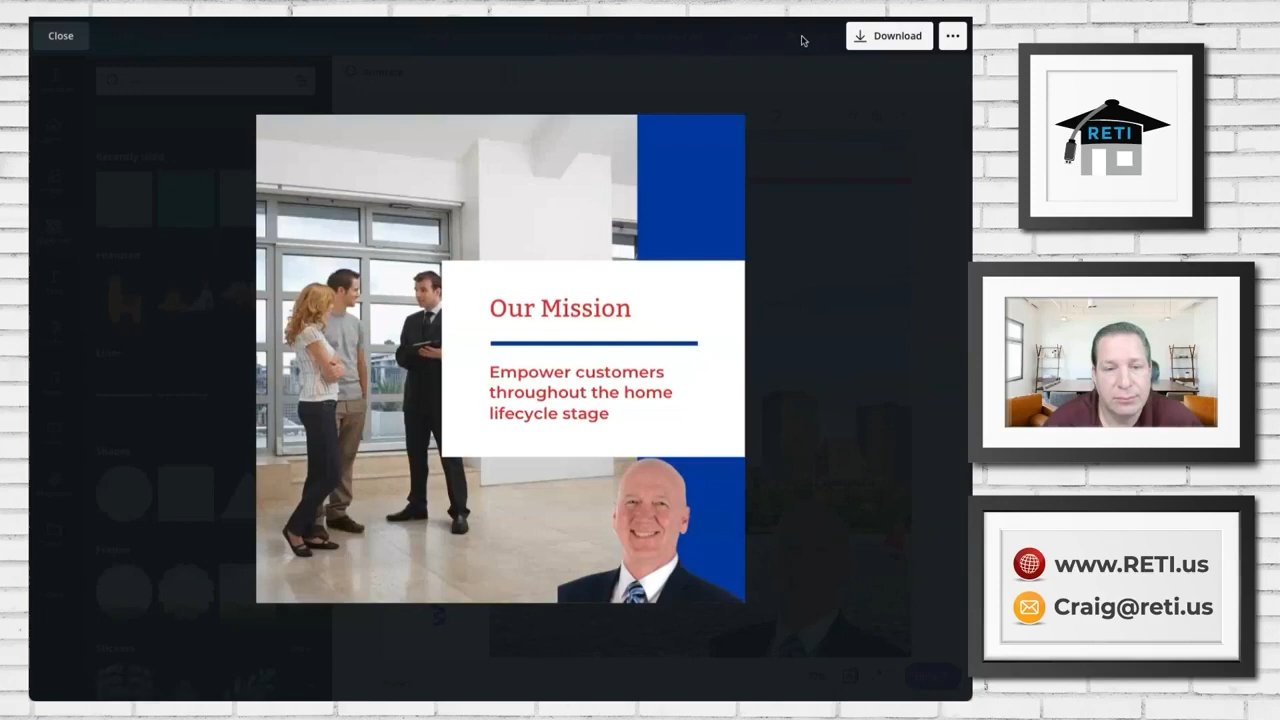 Close
Download
Our Mission
Empower customers
throughout the home
lifecycle stage
RETI
www.RETI.us
Craig@reti.us